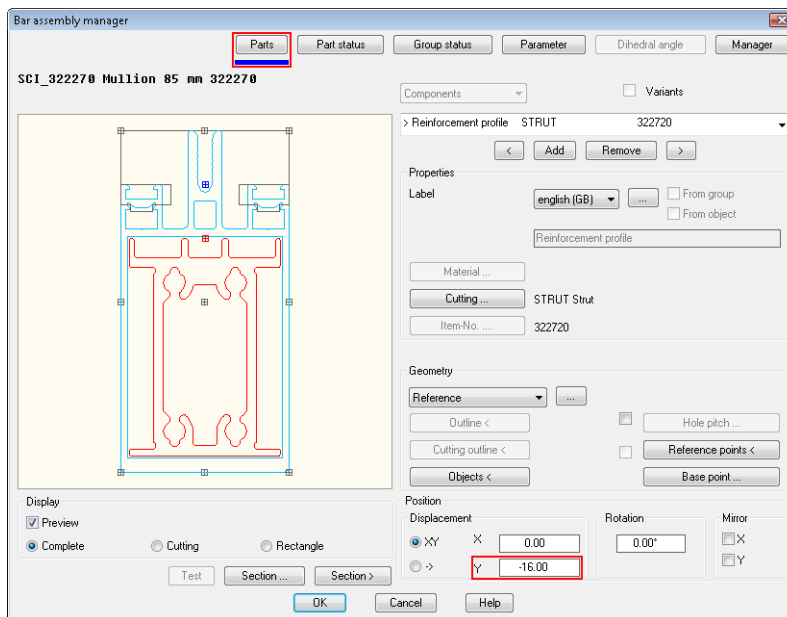 Bar assembly manager
Parts
Part status
Group status
Parameter
Dihedral angle
Manager
SCI_322270 Mullion 85 mm 322270
Components
Variants
> Reinforcement profile STRUT 322720
<
Add
Remove
>
Properties
Label
english (GB)
...
From group
From object
Reinforcement profile
Material ...
Cutting ...
STRUT Strut
Item-No. ....
322720
Geometry
Reference
...
Outline <
Hole pitch ...
Cutting outline <
Reference points <
Objects <
Base point ...
Display
Preview
Complete
Cutting
Rectangle
Test
Section ...
Section >
Position
Displacement
Rotation
Mirror
XY
X
0.00
0.00°
X
->
Y
-16.00
Y
OK
Cancel
Help